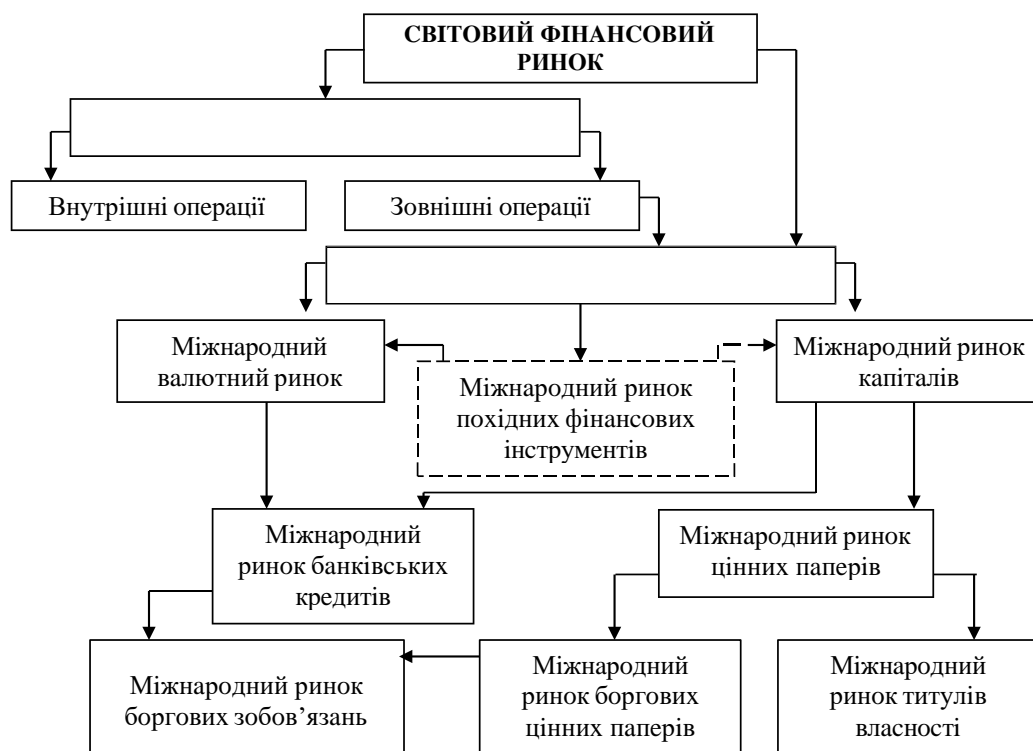 СВІТОВИЙ ФІНАНСОВИЙ
РИНОК
Внутрішні операції
Зовнішні операції
Міжнародний
валютний ринок
Міжнародний ринок
похідних фінансових
інструментів
Міжнародний ринок
капіталів
Міжнародний
ринок банківських
кредитів
Міжнародний ринок
цінних паперів
Міжнародний ринок
боргових зобов’язань
Міжнародний
ринок боргових
цінних паперів
Міжнародний
ринок титулів
власності